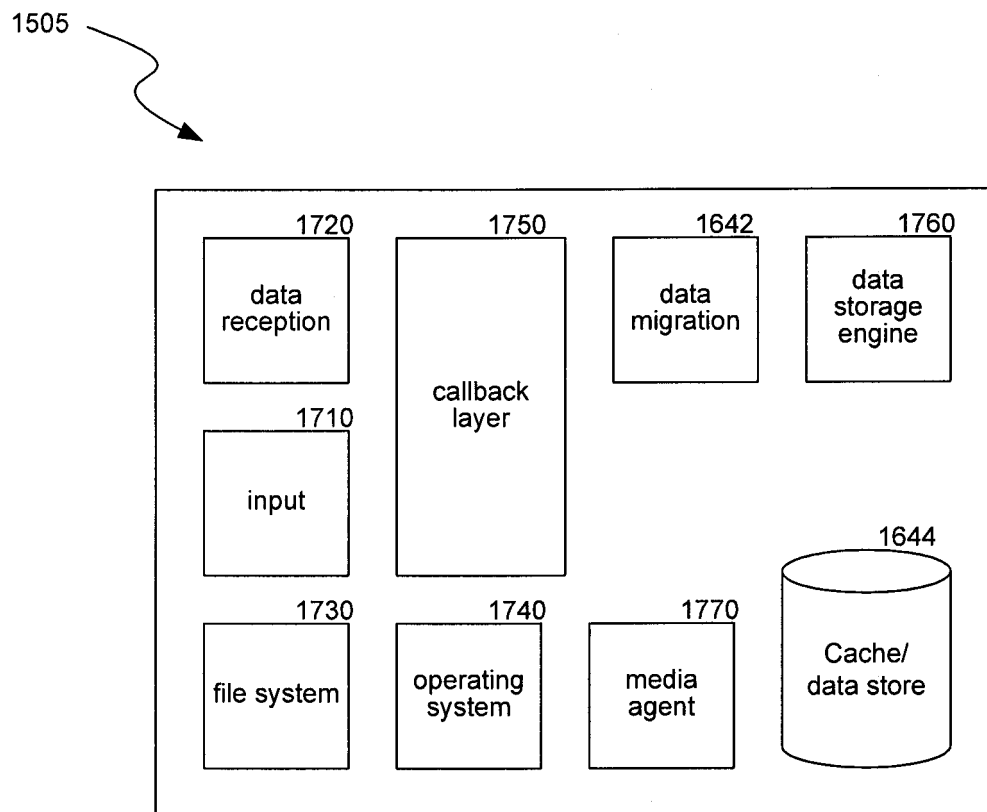 1505
1720
data
reception
1750
callback
layer
1642
data
migration
1760
data
storage
engine
1710
input
1644
Cache/
data store
1730
file system
1740
operating
system
1770
media
agent